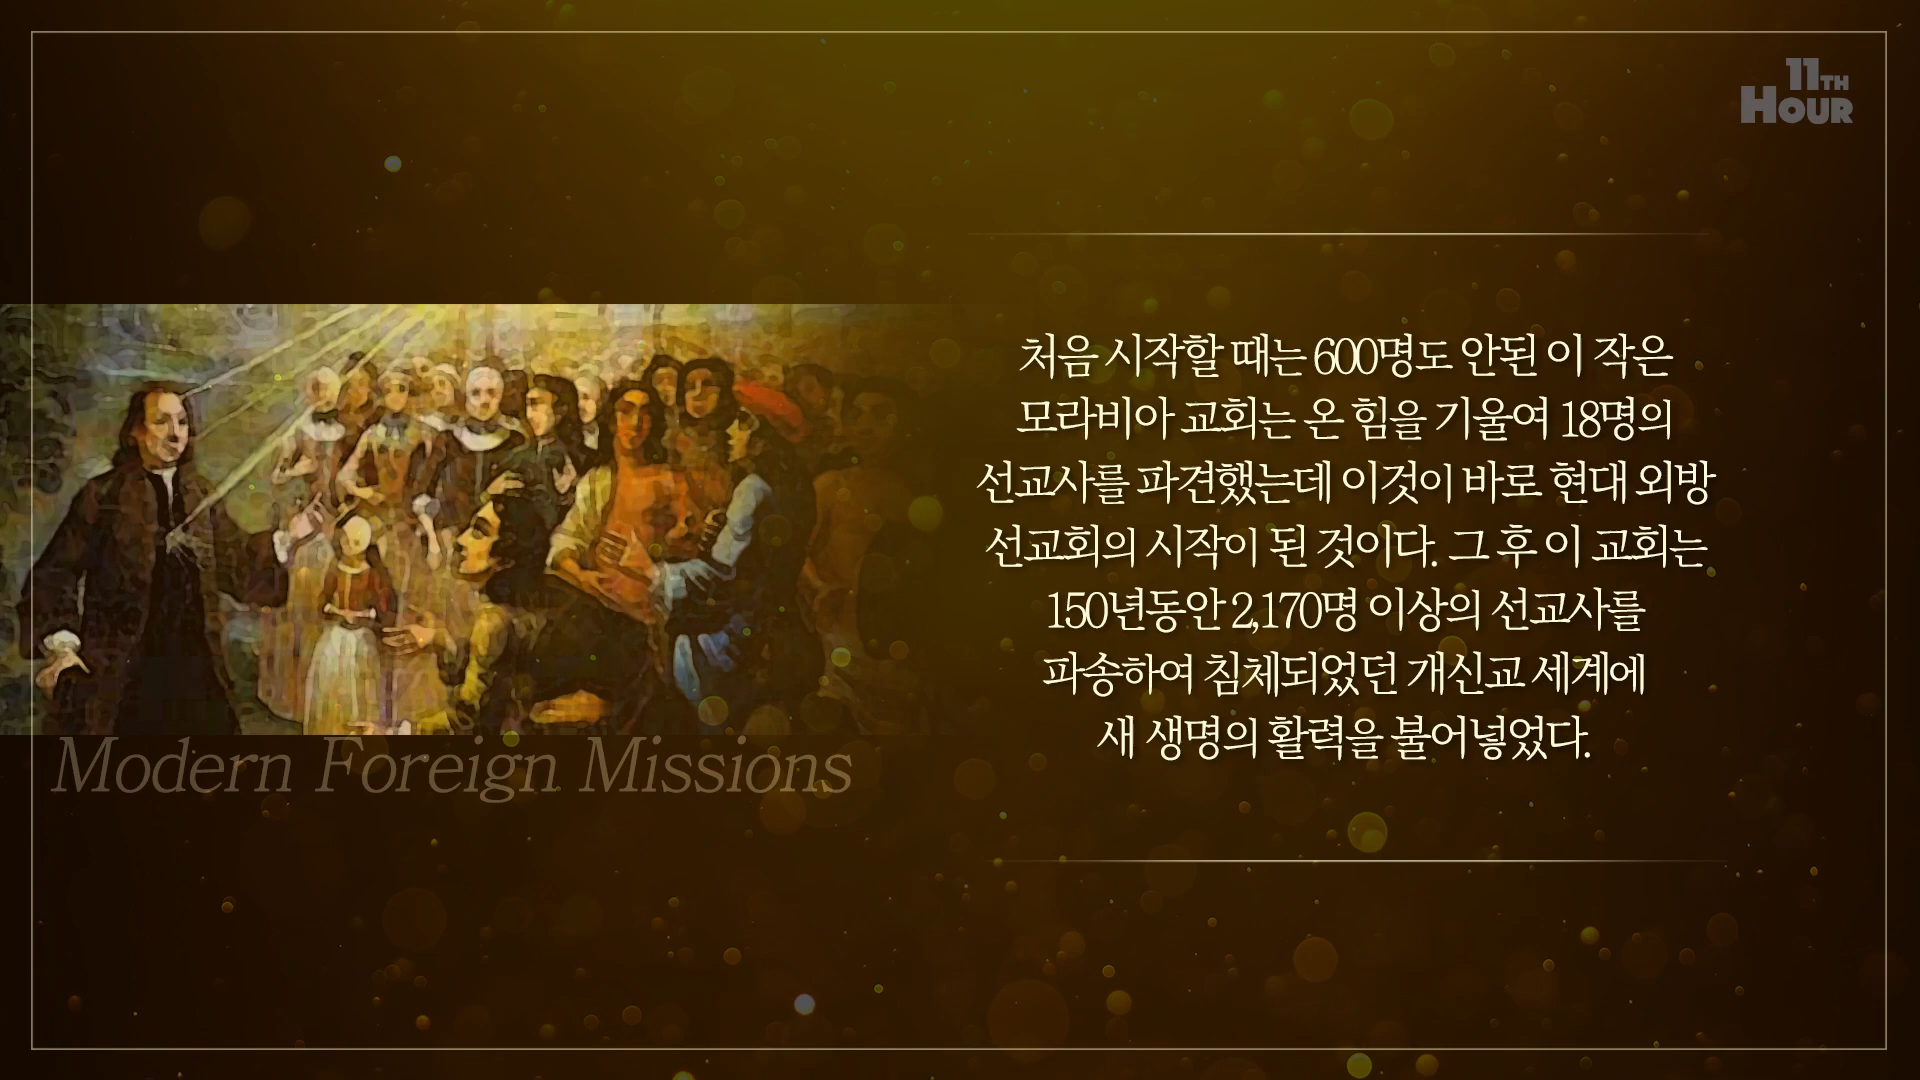 11TH
HOUR
처음 시작할 때는 600명도 안된 이 작은
모라비아 교회는 온 힘을 기울여 18명의
선교사를 파견했는데 이것이 바로 현대 외방
선교회의 시작이 된 것이다. 그 후 이 교회는
150년동안 2,170명 이상의 선교사를
파송하여 침체되었던 개신교 세계에
새 생명의 활력을 불어넣었다.
Modern Foreign Missions